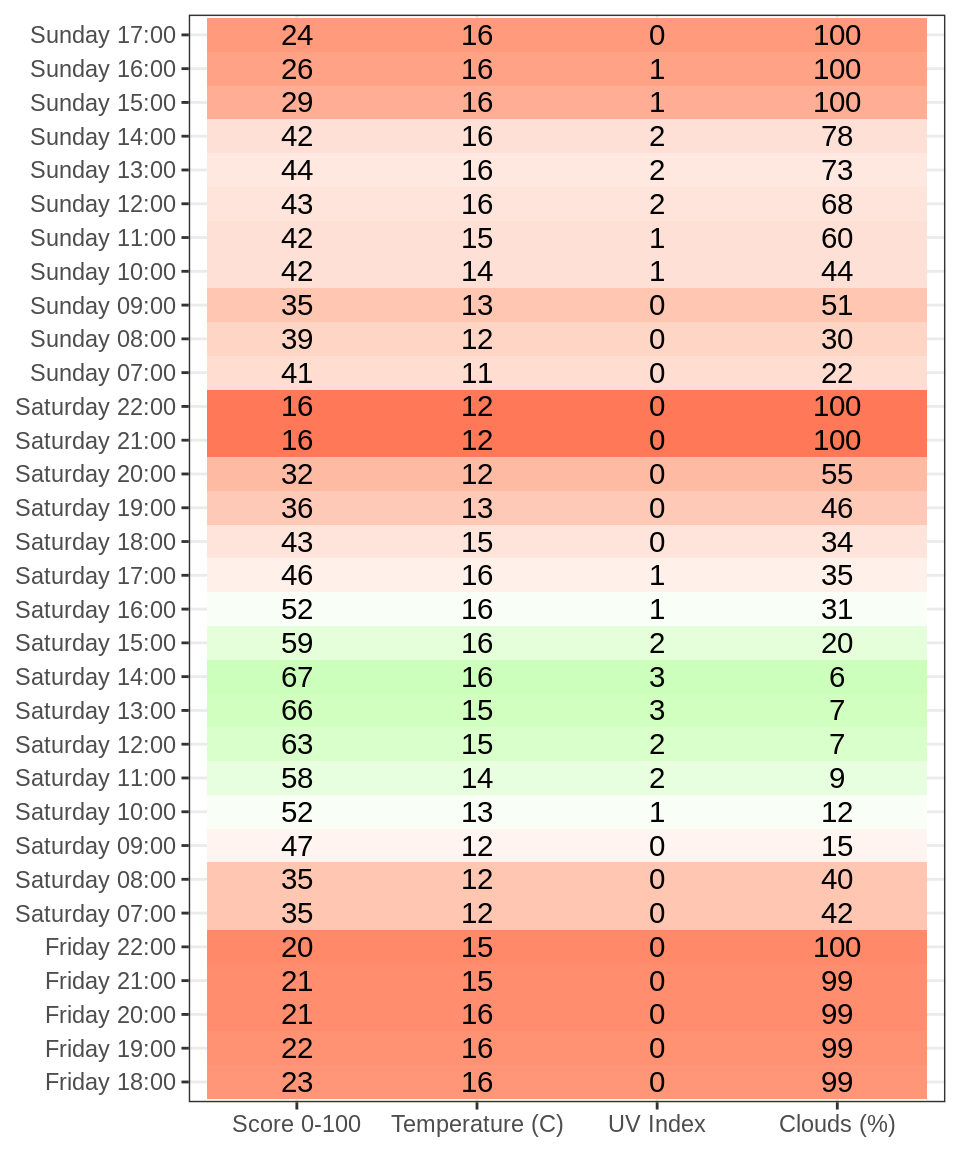 Sunday 17:00 24 16 0 100
Sunday 16:00 26 16 1 100
Sunday 15:00 29 16 1 100
Sunday 14:00 42 16 2 78
Sunday 13:00 44 16 2 73
Sunday 12:00 43 16 2 68
Sunday 11:00 42 15 1 60
Sunday 10:00 42 14 1 44
Sunday 09:00 35 13 0 51
Sunday 08:00 39 12 0 30
Sunday 07:00 41 11 0 22
Saturday 22:00 16 12 0 100
Saturday 21:00 16 12 0 100
Saturday 20:00 32 12 0 55
Saturday 19:00 36 13 0 46
Saturday 18:00 43 15 0 34
Saturday 17:00 46 16 1 35
Saturday 16:00 52 16 1 31
Saturday 15:00 59 16 2 20
Saturday 14:00 67 16 3 6
Saturday 13:00 66 15 3 7
Saturday 12:00 63 15 2 7
Saturday 11:00 58 14 2 9
Saturday 10:00 52 13 1 12
Saturday 09:00 47 12 0 15
Saturday 08:00 35 12 0 40
Saturday 07:00 35 12 0 42
Friday 22:00 20 15 0 100
Friday 21:00 21 15 0 99
Friday 20:00 21 16 0 99
Friday 19:00 22 16 0 99
Friday 18:00 23 16 0 99
Score 0-100 Temperature (C) UV Index Clouds (%)